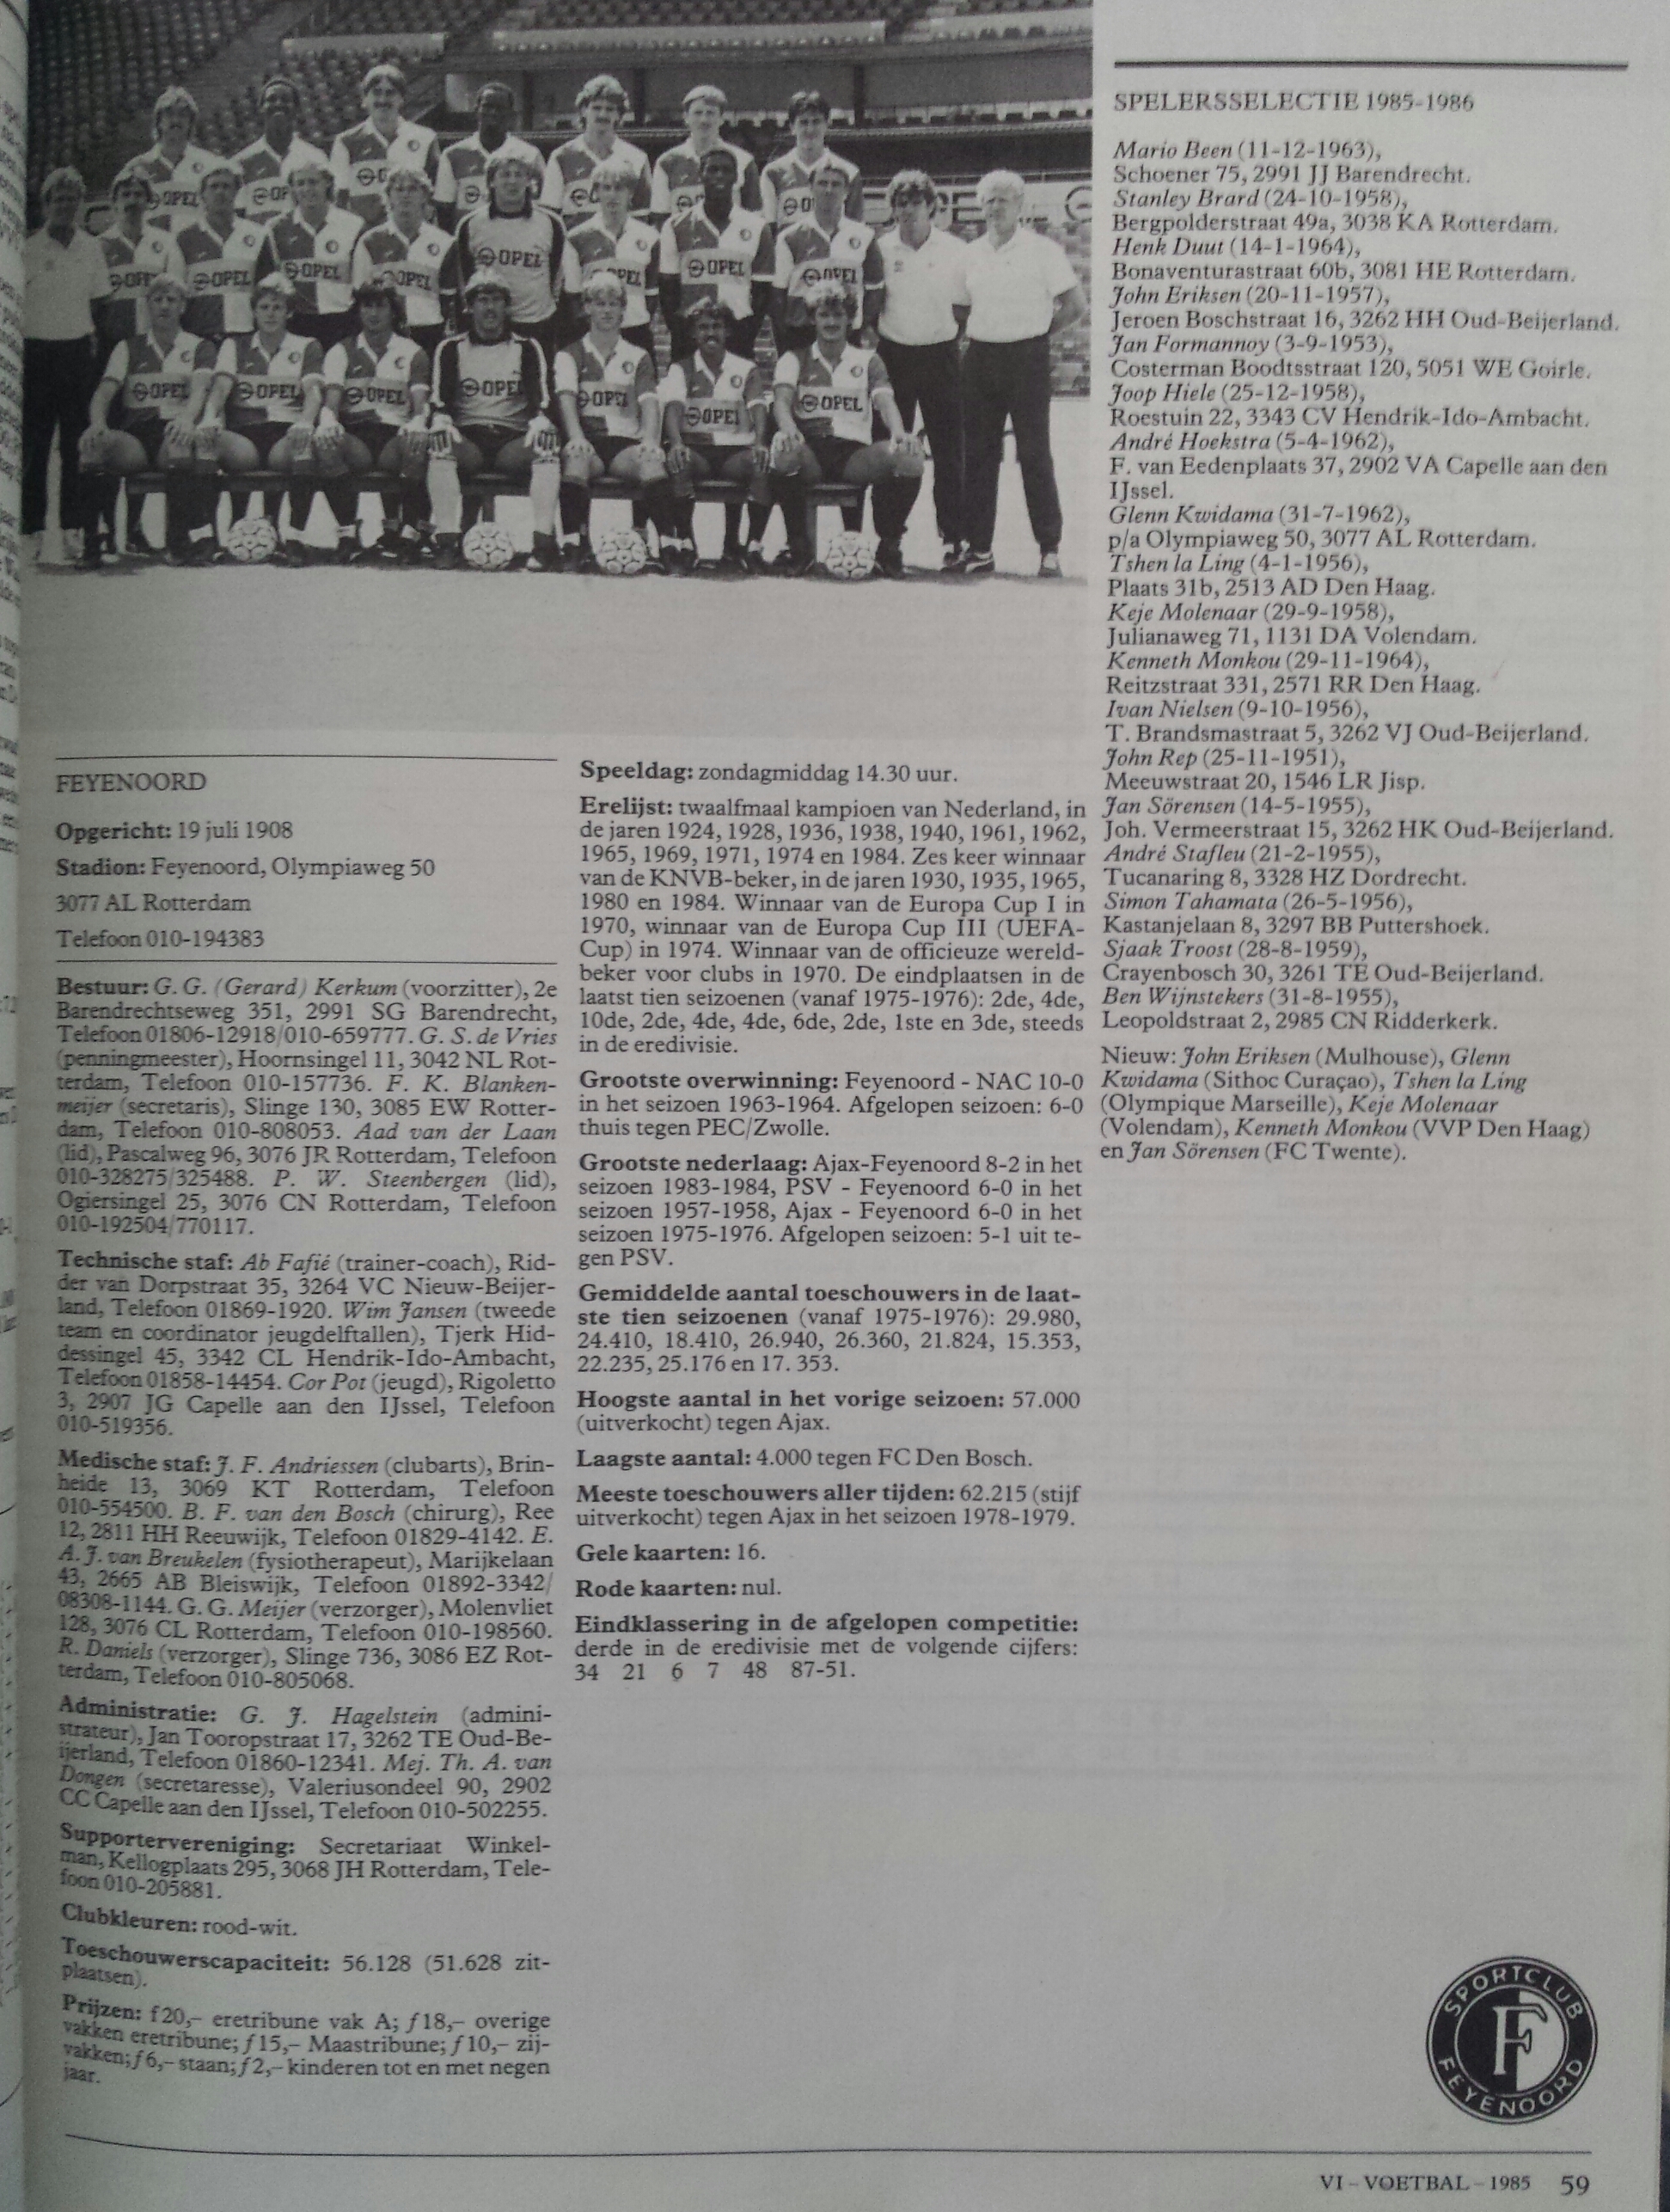 FEYENOORD
Opgericht: 19 juli 1908
Stadion: Feyenoord, Olympiaweg 50
3077 AL Rotterdam
Telefoon 010-194383
Bestuur: G. G. (Gerard) Kerkum (voorzitter), 2e
Barendrechtseweg 351, 2991 SG Barendrecht,
Telefoon 01806-12918/010-659777. G. S. de Vries
(penningmeester), Hoornsingel 11, 3042 NL Rot-
terdam, Telefoon 010-157736. F. K. Blanken-
meijer (secretaris), Slinge 130, 3085 EW Rotter-
dam, Telefoon 010-808053. Aad van der Laan
(lid), Pascalweg 96, 3076 JR Rotterdam, Telefoon
010-328275/325488. P. W. Steenbergen (lid),
Ogiersingel 25, 3076 CN Rotterdam, Telefoon
010-192504/770117.
Technische staf: Ab Fafié (trainer-coach), Rid-
der van Dorpstraat 35, 3264 VC Nieuw-Beijer-
land, Telefoon 01869-1920. Wim Jansen (tweede
team en coordinator jeugdelftallen), Tjerk Hid-
dessingel 45, 3342 CL Hendrik-Ido-Ambacht,
Telefoon 01858-14454. Cor Pot (jeugd), Rigoletto
3, 2907 JG Capelle aan den IJssel, Telefoon
010-519356.
Medische staf: J. F. Andriessen (clubarts), Brin-
heide 13, 3069 KT Rotterdam, Telefoon
010-554500. B. F. van den Bosch (chirurg), Ree
12, 2811 HH Reeuwijk, Telefoon 01829-4142. E.
A. J. van Breukelen (fysiotherapeut), Marijkelaan
43, 2665 AB Bleiswijk, Telefoon 01892-3342/
08308-1144. G. G. Meijer (verzorger), Molenvliet
128, 3076 CL Rotterdam, Telefoon 010-198560.
R. Daniels (verzorger), Slinge 736, 3086 EZ Rot-
terdam, Telefoon 010-805068.
Administratie: G. J. Hagelstein (admini-
strateur), Jan Tooropstraat 17, 3262 TE Oud-Be-
ijerland, Telefoon 01860-12341. Mej. Th. A. van
Dongen (secretaresse), Valeriusondeel 90, 2902
CC Capelle aan den IJssel, Telefoon 010-502255.
Supportervereniging: Secretariaat Winkel-
man, Kellogplaats 295, 3068 JH Rotterdam, Tele-
foon 010-205881.
Clubkleuren: rood-wit.
Toeschouwerscapaciteit: 56.128 (51.628 zit-
plaatsen).
Prijzen: f 20,- eretribune vak A; f 18,- overige
vakken eretribune; f 15,- Maastribune; f 10,- zij-
vakken; f 6,- staan; f 2,- kinderen tot en met negen
jaar.
Speeldag: zondagmiddag 14.30 uur.
Erelijst: twaalfmaal kampioen van Nederland, in
de jaren 1924, 1928, 1936, 1938, 1940, 1961, 1962,
1965, 1969, 1971, 1974 en 1984. Zes keer winnaar
van de KNVB-beker, in de jaren 1930, 1935, 1965,
1980 en 1984. Winnaar van de Europa Cup I in
1970, winnaar van de Europa Cup III (UEFA-
Cup) in 1974. Winnaar van de officieuze wereld-
beker voor clubs in 1970. De eindplaatsen in de
laatst tien seizoenen (vanaf 1975-1976): 2de, 4de,
10de, 2de, 4de, 4de, 6de, 2de, 1ste en 3de, steeds
in de eredivisie.
Grootste overwinning: Feyenoord - NAC 10-0
in het seizoen 1963-1964. Afgelopen seizoen: 6-0
thuis tegen PEC/Zwolle.
Grootste nederlaag: Ajax-Feyenoord 8-2 in het
seizoen 1983-1984, PSV - Feyenoord 6-0 in het
seizoen 1957-1958, Ajax - Feyenoord 6-0 in het
seizoen 1975-1976. Afgelopen seizoen: 5-1 uit te-
gen PSV.
Gemiddelde aantal toeschouwers in de laat-
ste tien seizoenen (vanaf 1975-1976): 29.980,
24.410, 18.410, 26.940, 26.360, 21.824, 15.353,
22.235, 25.176 en 17. 353.
Hoogste aantal in het vorige seizoen: 57.000
(uitverkocht) tegen Ajax.
Laagste aantal: 4.000 tegen FC Den Bosch.
Meeste toeschouwers aller tijden: 62.215 (stijf
uitverkocht) tegen Ajax in het seizoen 1978-1979.
Gele kaarten: 16.
Rode kaarten: nul.
Eindklassering in de afgelopen competitie:
derde in de eredivisie met de volgende cijfers:
34 21 6 7 48 87-51.
SPELERSSELECTIE 1985-1986
Mario Been (11-12-1963),
Schoener 75, 2991 JJ Barendrecht.
Stanley Brard (24-10-1958),
Bergpolderstraat 49a, 3038 KA Rotterdam.
Henk Duut (14-1-1964),
Bonaventurastraat 60b, 3081 HE Rotterdam.
John Eriksen (20-11-1957),
Jeroen Boschstraat 16, 3262 HH Oud-Beijerland.
Jan Formannoy (3-9-1953),
Costerman Boodtsstraat 120, 5051 WE Goirle.
Joop Hiele (25-12-1958),
Roestuin 22, 3343 CV Hendrik-Ido-Ambacht.
André Hoekstra (5-4-1962),
F. van Eedenplaats 37, 2902 VA Capelle aan den
IJssel.
Glenn Kwidama (31-7-1962),
p/a Olympiaweg 50, 3077 AL Rotterdam.
Tshen la Ling (4-1-1956),
Plaats 31b, 2513 AD Den Haag.
Keje Molenaar (29-9-1958),
Julianaweg 71, 1131 DA Volendam.
Kenneth Monkou (29-11-1964),
Reitzstraat 331, 2571 RR Den Haag.
Ivan Nielsen (9-10-1956),
T. Brandsmastraat 5, 3262 VJ Oud-Beijerland.
John Rep (25-11-1951),
Meeuwstraat 20, 1546 LR Jisp.
Jan Sörensen (14-5-1955),
Joh. Vermeerstraat 15, 3262 HK Oud-Beijerland.
André Stafleu (21-2-1955),
Tucanaring 8, 3328 HZ Dordrecht.
Simon Tahamata (26-5-1956),
Kastanjelaan 8, 3297 BB Puttershoek.
Sjaak Troost (28-8-1959),
Crayenbosch 30, 3261 TE Oud-Beijerland.
Ben Wijnstekers (31-8-1955),
Leopoldstraat 2, 2985 CN Ridderkerk.
Nieuw: John Eriksen (Mulhouse), Glenn
Kwidama (Sithoc Curaçao), Tshen la Ling
(Olympique Marseille), Keje Molenaar
(Volendam), Kenneth Monkou (VVP Den Haag)
en Jan Sörensen (FC Twente).
SPORTCLUB
F
FEYENOORD
VI - VOETBAL - 1985 59
OPEL
OPEL
OPEL
OPEL
OPEL
OPEL
OPEL
OPEL
OPEL
OPEL
OPEL
OPEL
OPEL